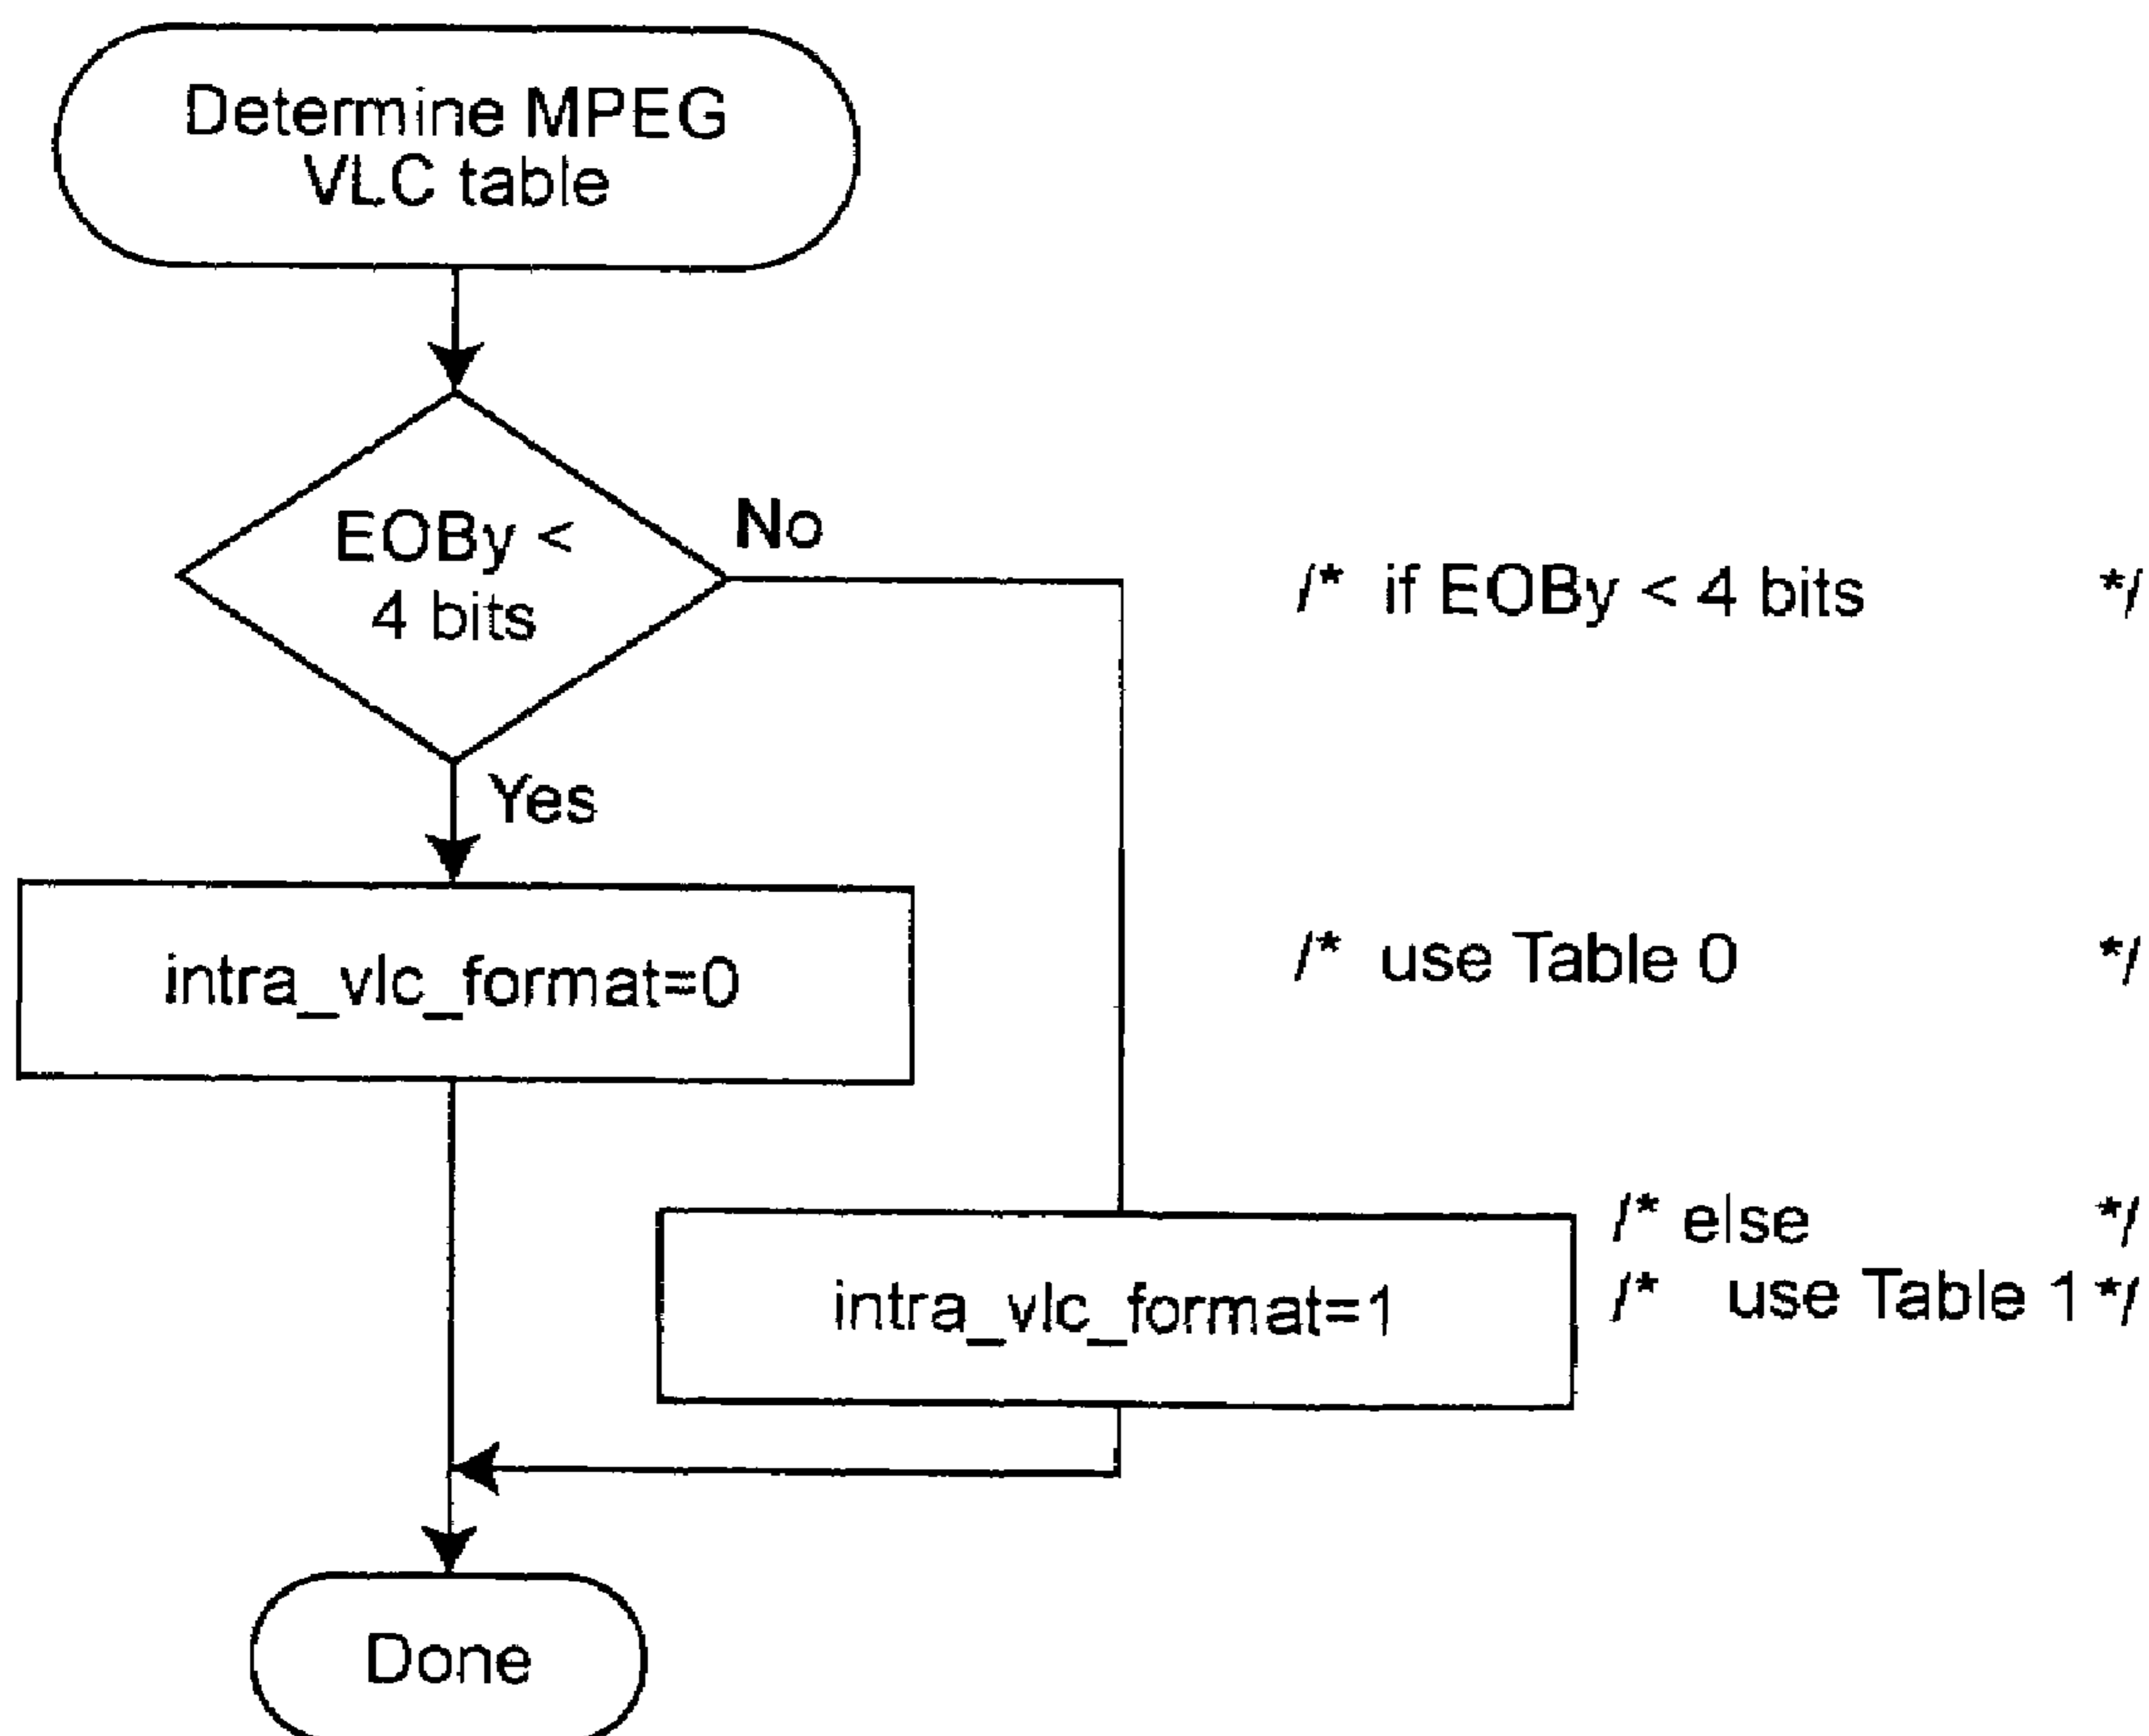 Determine MPEG
VLC table
EOBy <
4 bits
No
/* if EOBy < 4 bits */
Yes
intra_vlc_format=0
/* use Table 0 */
/* else */
intra_vlc_format=1
/* use Table 1 */
Done